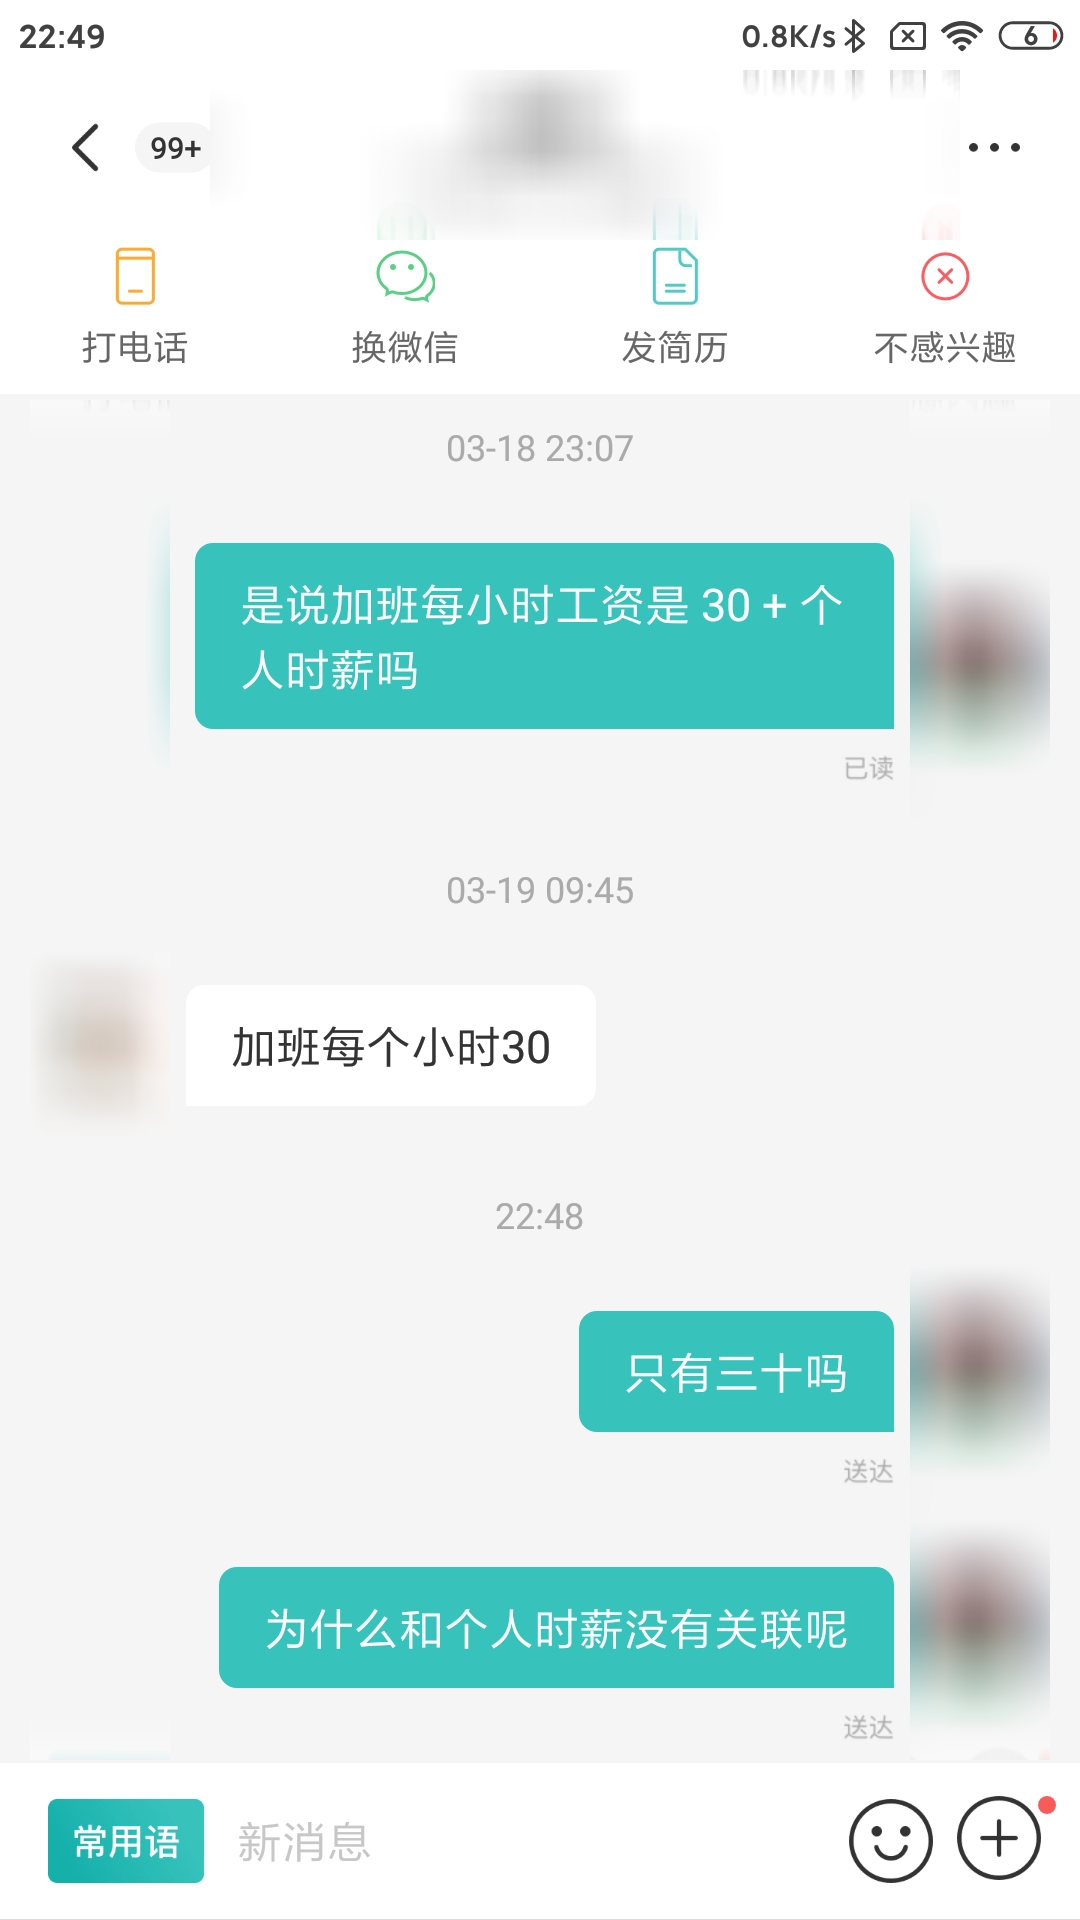 22:49
0.8K/s
6
99+
打电话
换微信
发简历
不感兴趣
03-18 23:07
是说加班每小时工资是 30 + 个
人时薪吗
已读
03-19 09:45
加班每个小时30
22:48
只有三十吗
送达
为什么和个人时薪没有关联呢
送达
常用语
新消息